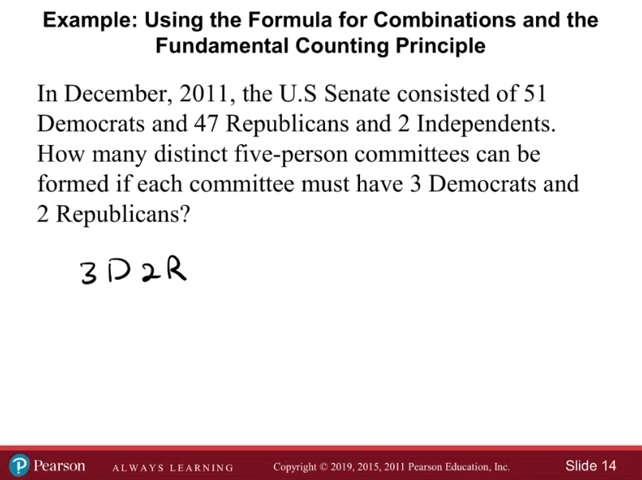 Example: Using the Formula for Combinations and the
Fundamental Counting Principle
In December, 2011, the U.S Senate consisted of 51
Democrats and 47 Republicans and 2 Independents.
How many distinct five-person committees can be
formed if each committee must have 3 Democrats and
2 Republicans?
3 D 2 R
P Pearson ALWAYS LEARNING Copyright © 2019, 2015, 2011 Pearson Education, Inc. Slide 14